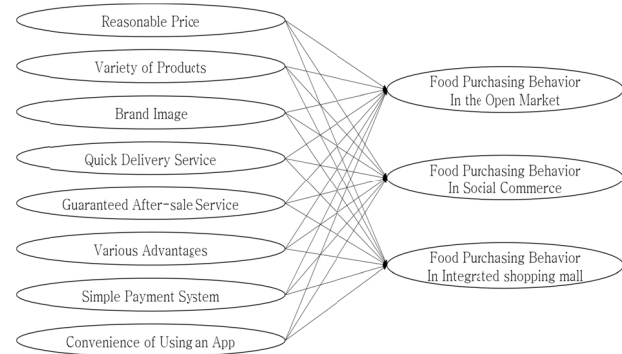 Reasonable Price
Variety of Products
Brand Image
Quick Delivery Service
Guaranteed After-sale Service
Various Advantages
Simple Payment System
Convenience of Using an App
Food Purchasing Behavior
In the Open Market
Food Purchasing Behavior
In Social Commerce
Food Purchasing Behavior
In Integrated shopping mall